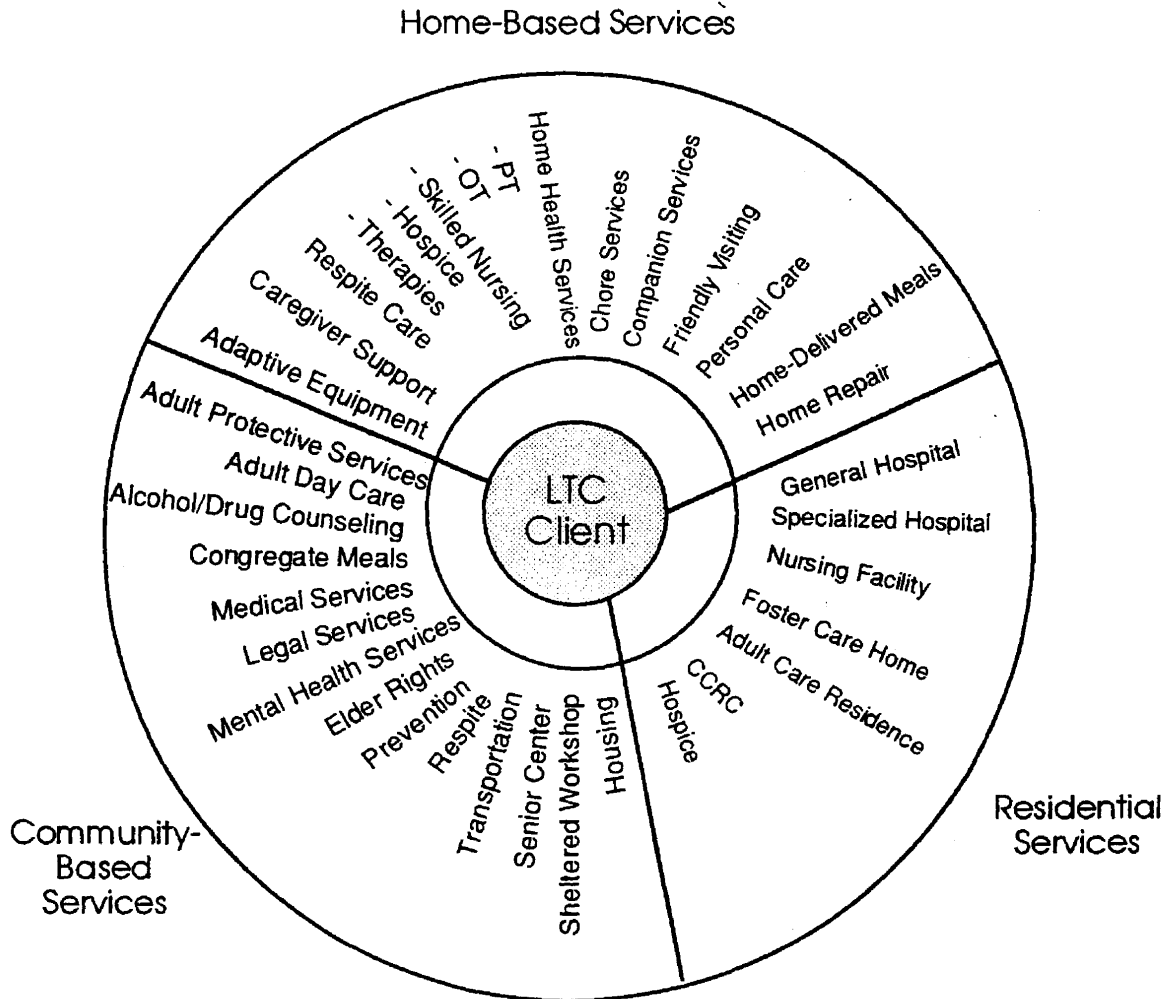 Home-Based Services
Adaptive Equipment
Caregiver Support
Respite Care
- Therapies
- Hospice
- Skilled Nursing
- OT
- PT
Home Health Services
Chore Services
Companion Services
Friendly Visiting
Personal Care
Home-Delivered Meals
Home Repair
General Hospital
Specialized Hospital
Nursing Facility
Foster Care Home
Adult Care Residence
CCRC
Hospice
Residential
Services
LTC
Client
Adult Protective Services
Adult Day Care
Alcohol/Drug Counseling
Congregate Meals
Medical Services
Legal Services
Mental Health Services
Elder Rights
Prevention
Respite
Transportation
Senior Center
Sheltered Workshop
Housing
Community-
Based
Services